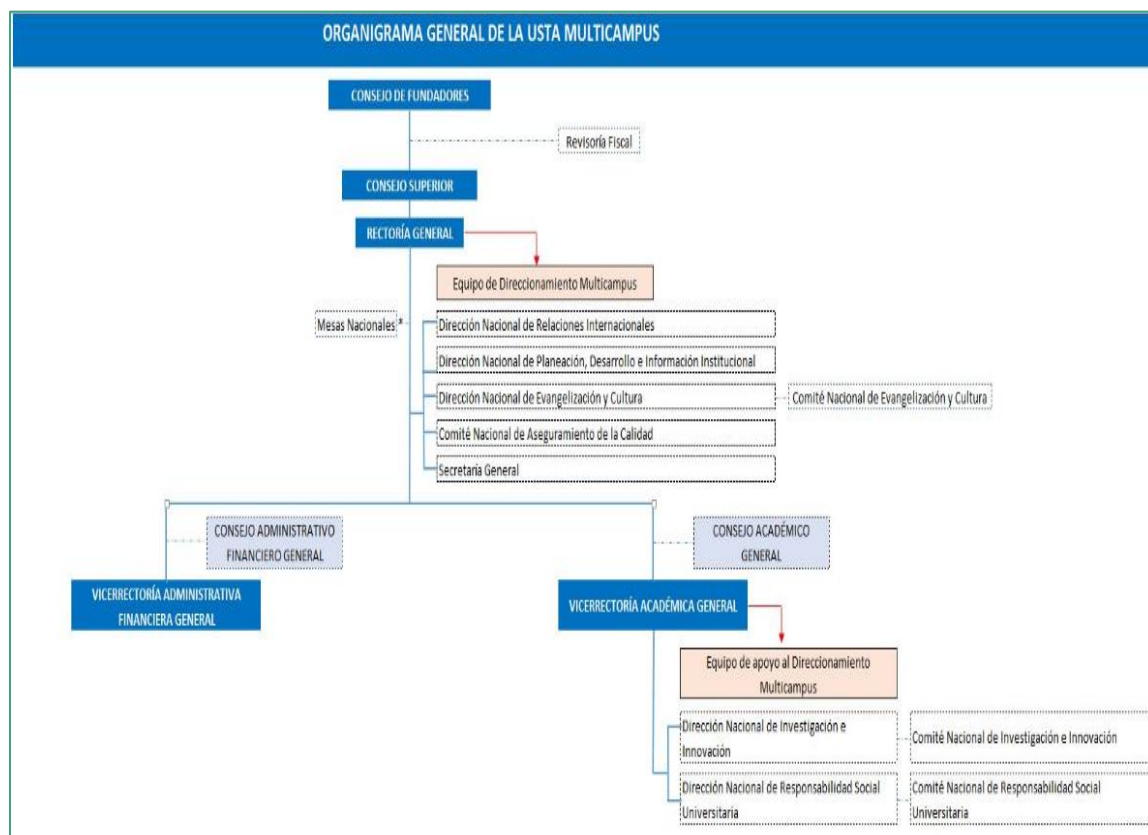 ORGANIGRAMA GENERAL DE LA USTA MULTICAMPUS
CONSEJO DE FUNDADORES
Revisoría Fiscal
CONSEJO SUPERIOR
RECTORÍA GENERAL
Equipo de Direccionamiento Multicampus
Mesas Nacionales *
Dirección Nacional de Relaciones Internacionales
Dirección Nacional de Planeación, Desarrollo e Información Institucional
Dirección Nacional de Evangelización y Cultura
Comité Nacional de Evangelización y Cultura
Comité Nacional de Aseguramiento de la Calidad
Secretaría General
CONSEJO ADMINISTRATIVO
FINANCIERO GENERAL
CONSEJO ACADÉMICO
GENERAL
VICERRECTORÍA ADMINISTRATIVA
FINANCIERA GENERAL
VICERRECTORÍA ACADÉMICA GENERAL
Equipo de apoyo al Direccionamiento
Multicampus
Dirección Nacional de Investigación e
Innovación
Comité Nacional de Investigación e Innovación
Dirección Nacional de Responsabilidad Social
Universitaria
Comité Nacional de Responsabilidad Social
Universitaria